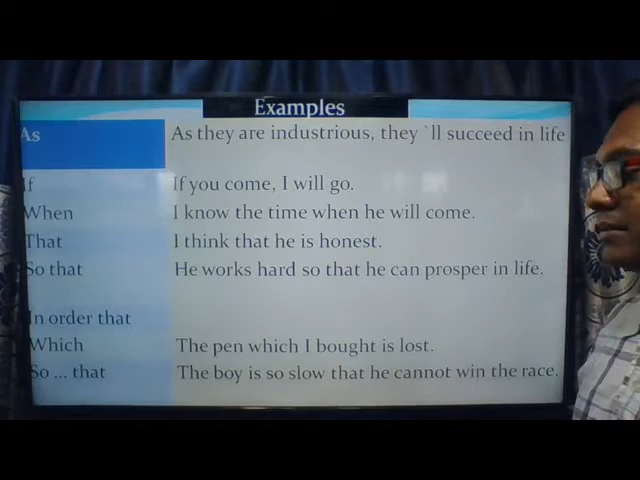 Examples
As As they are industrious, they `ll succeed in life
If If you come, I will go.
When I know the time when he will come.
That I think that he is honest.
So that He works hard so that he can prosper in life.
In order that
Which The pen which I bought is lost.
So ... that The boy is so slow that he cannot win the race.